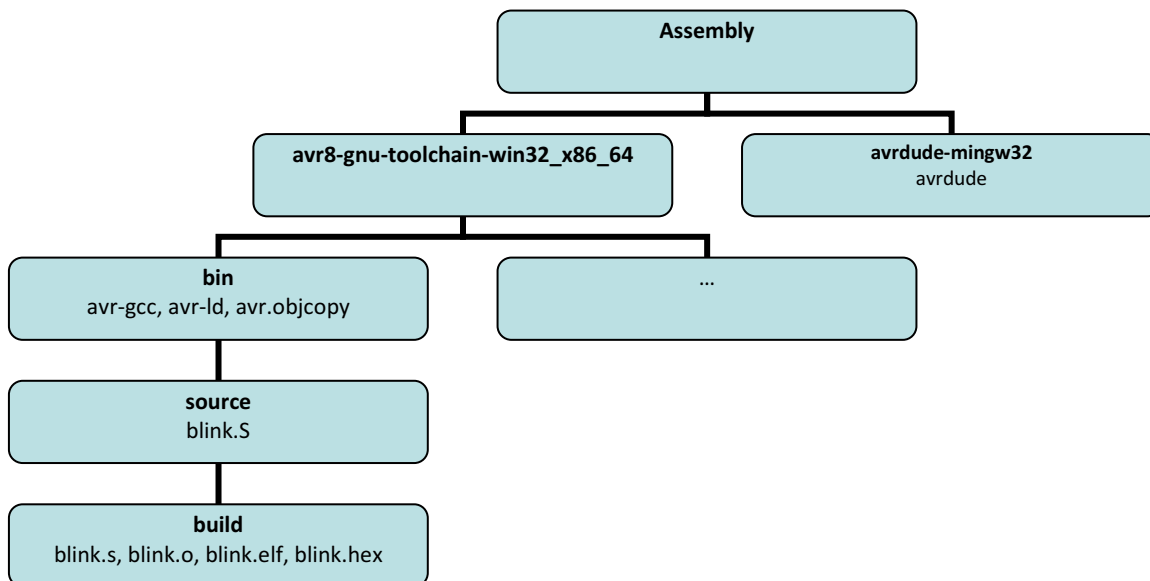 Assembly
avr8-gnu-toolchain-win32_x86_64
avrdude-mingw32
avrdude
bin
avr-gcc, avr-ld, avr.objcopy
...
source
blink.S
build
blink.s, blink.o, blink.elf, blink.hex